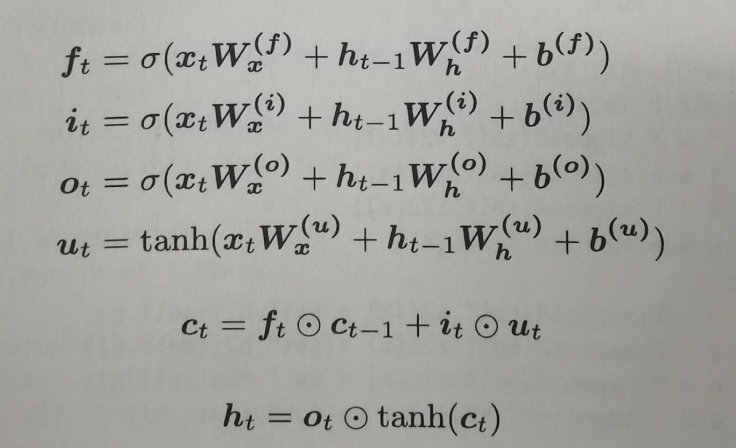 f_t = σ(x_t W_x^{(f)} + h_{t-1} W_h^{(f)} + b^{(f)})
i_t = σ(x_t W_x^{(i)} + h_{t-1} W_h^{(i)} + b^{(i)})
o_t = σ(x_t W_x^{(o)} + h_{t-1} W_h^{(o)} + b^{(o)})
u_t = tanh(x_t W_x^{(u)} + h_{t-1} W_h^{(u)} + b^{(u)})
c_t = f_t ⊙ c_{t-1} + i_t ⊙ u_t
h_t = o_t ⊙ tanh(c_t)